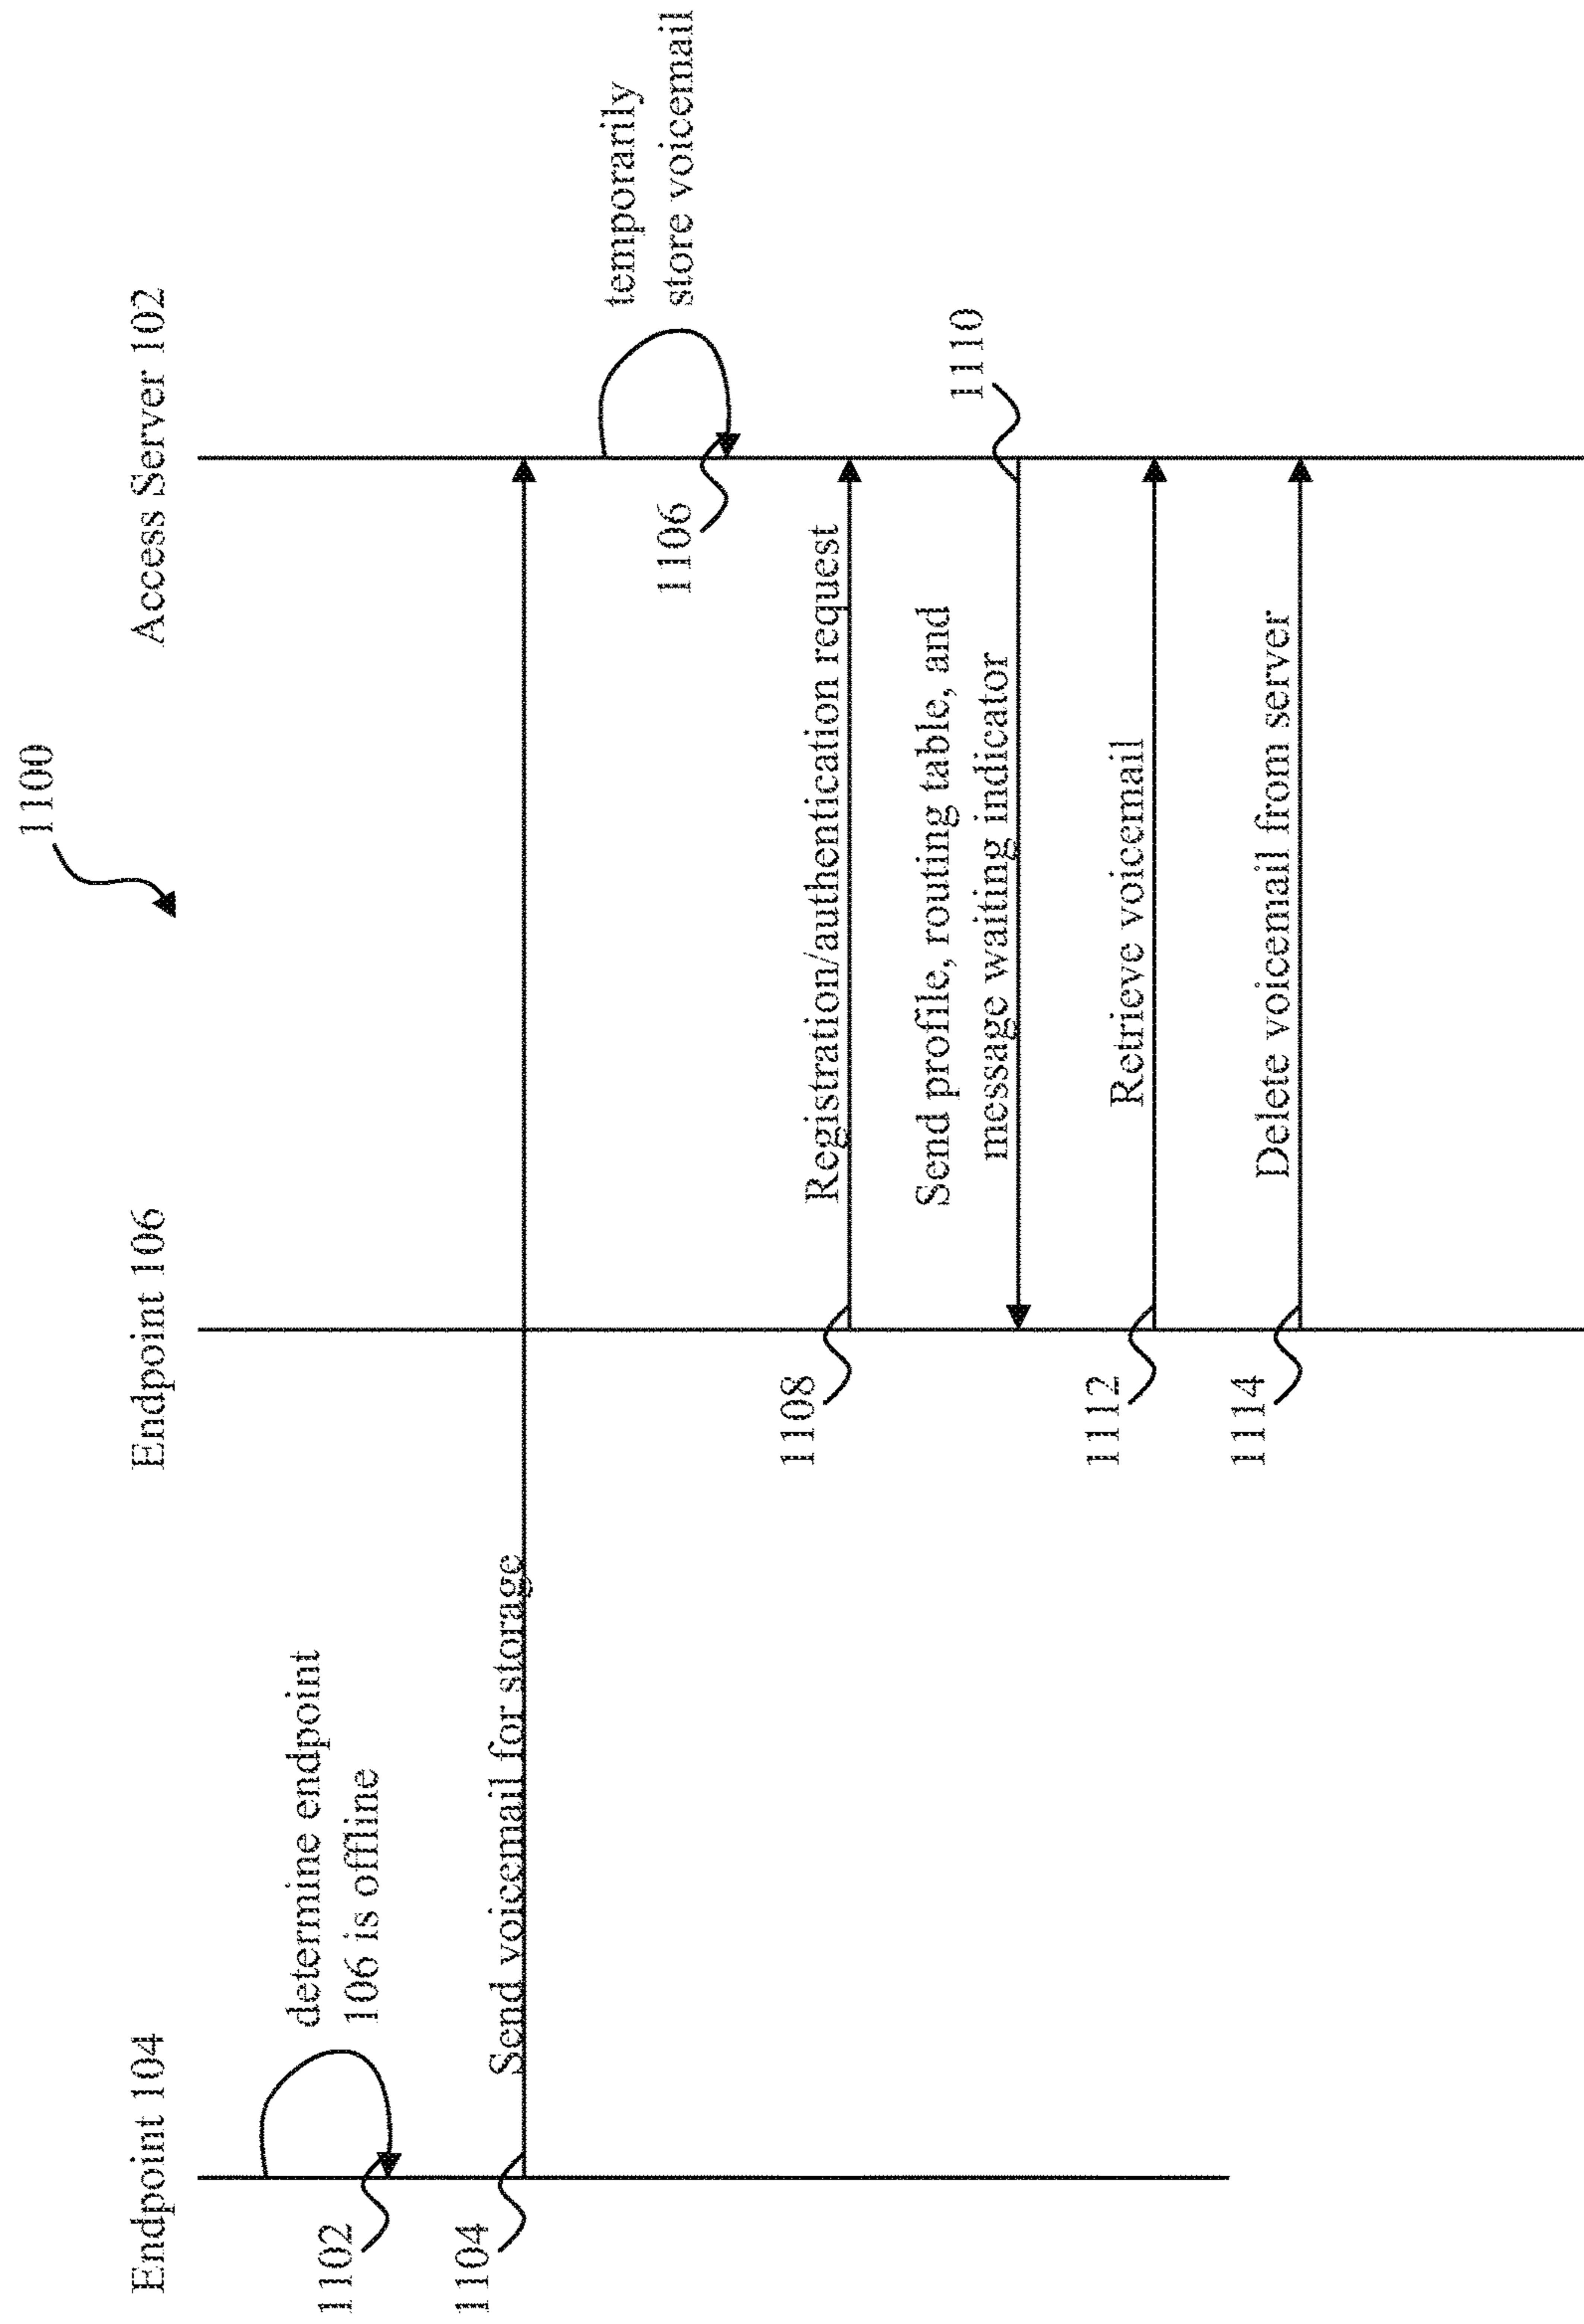 1100
Endpoint 104
Endpoint 106
Access Server 102
determine endpoint
106 is offline
1102
Send voicemail for storage
1104
temporarily
store voicemail
1106
Registration/authentication request
1108
Send profile, routing table, and
message waiting indicator
1110
Retrieve voicemail
1112
Delete voicemail from server
1114